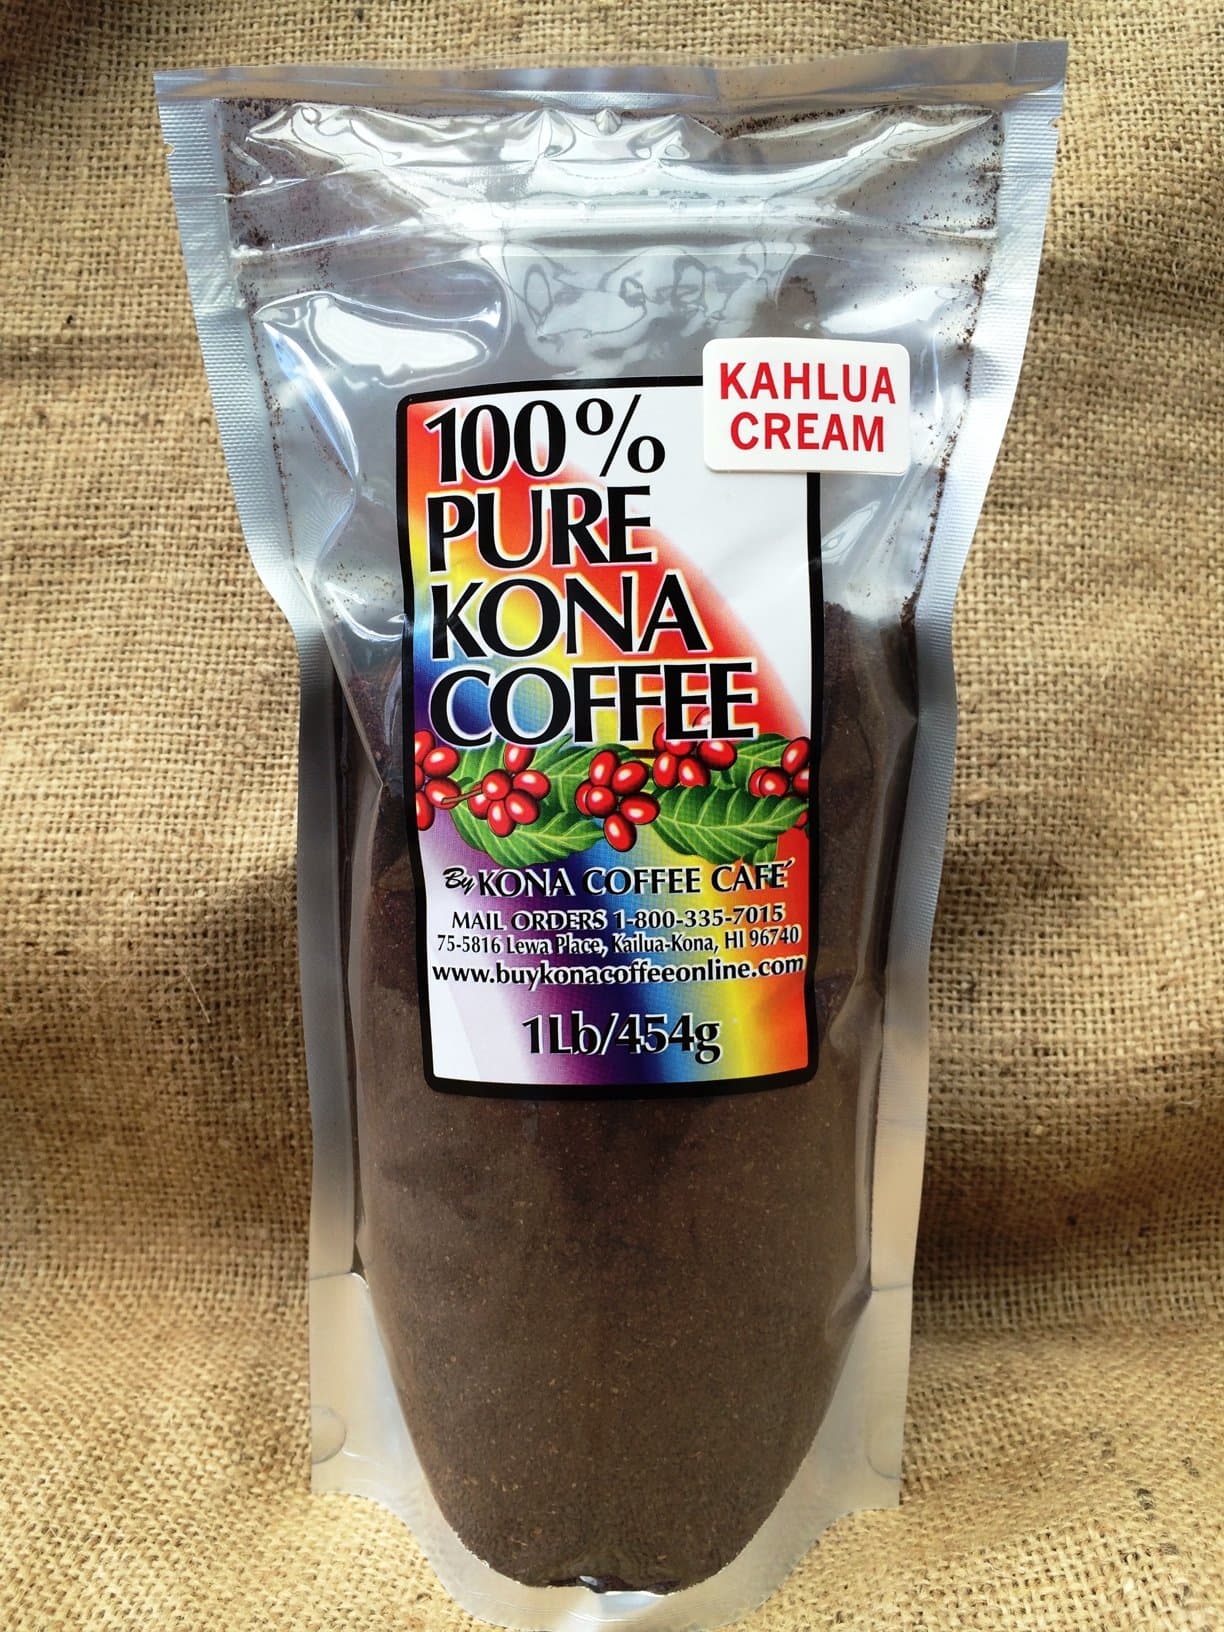 KAHLUA
CREAM
100%
PURE
KONA
COFFEE
By KONA COFFEE CAFE´
MAIL ORDERS 1-800-335-7015
75-5816 Lewa Place, Kailua-Kona, HI 96740
www.buykonacoffeeonline.com
1Lb/454g